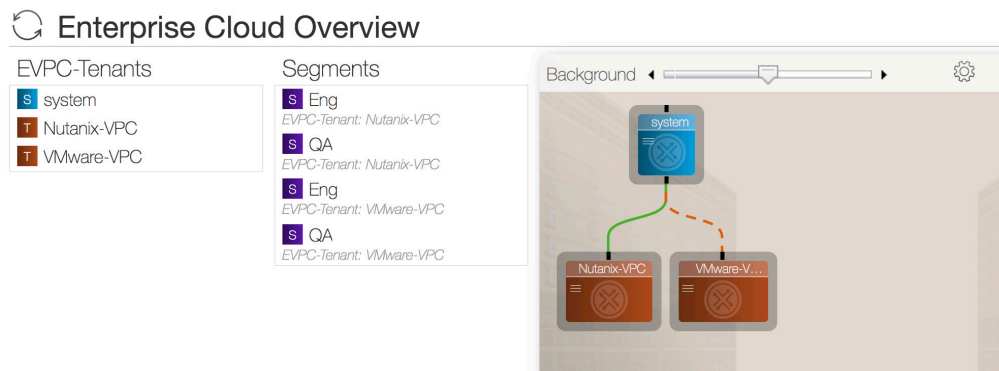 Enterprise Cloud Overview
EVPC-Tenants
S system
T Nutanix-VPC
T VMware-VPC
Segments
S Eng
EVPC-Tenant: Nutanix-VPC
S QA
EVPC-Tenant: Nutanix-VPC
S Eng
EVPC-Tenant: VMware-VPC
S QA
EVPC-Tenant: VMware-VPC
Background
system
Nutanix-VPC
VMware-V...